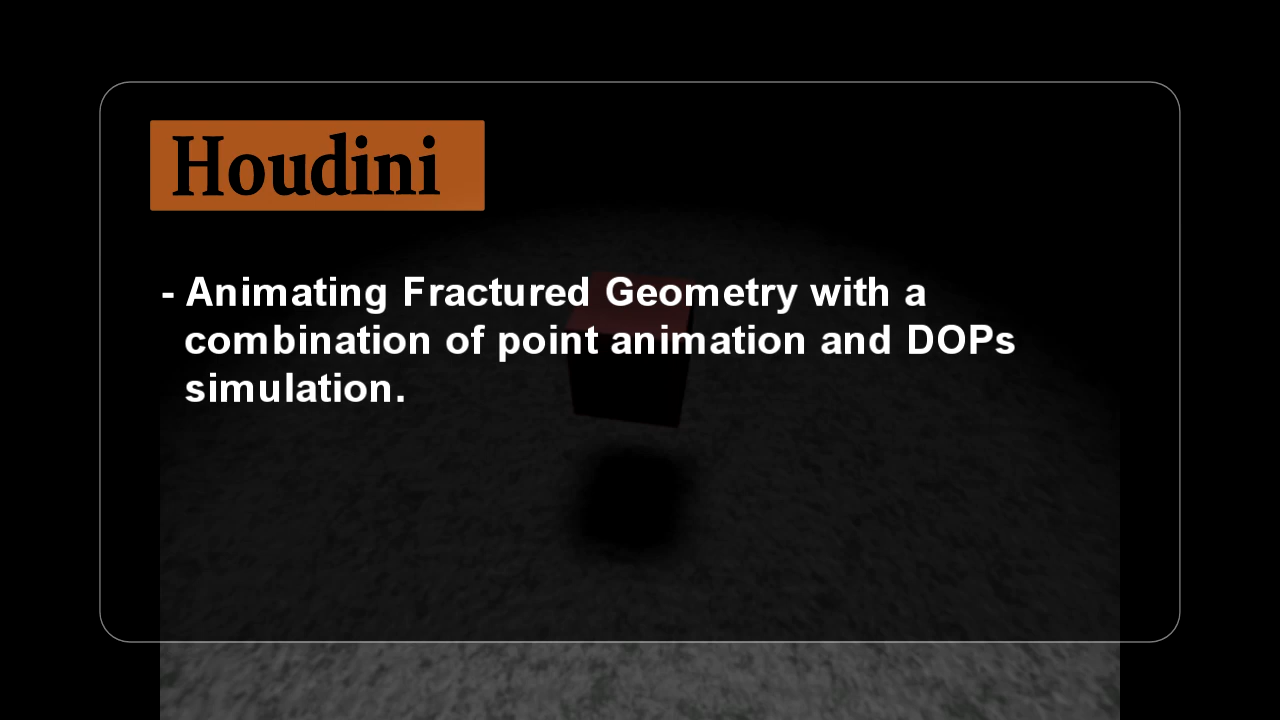 Houdini
- Animating Fractured Geometry with a
combination of point animation and DOPs
simulation.